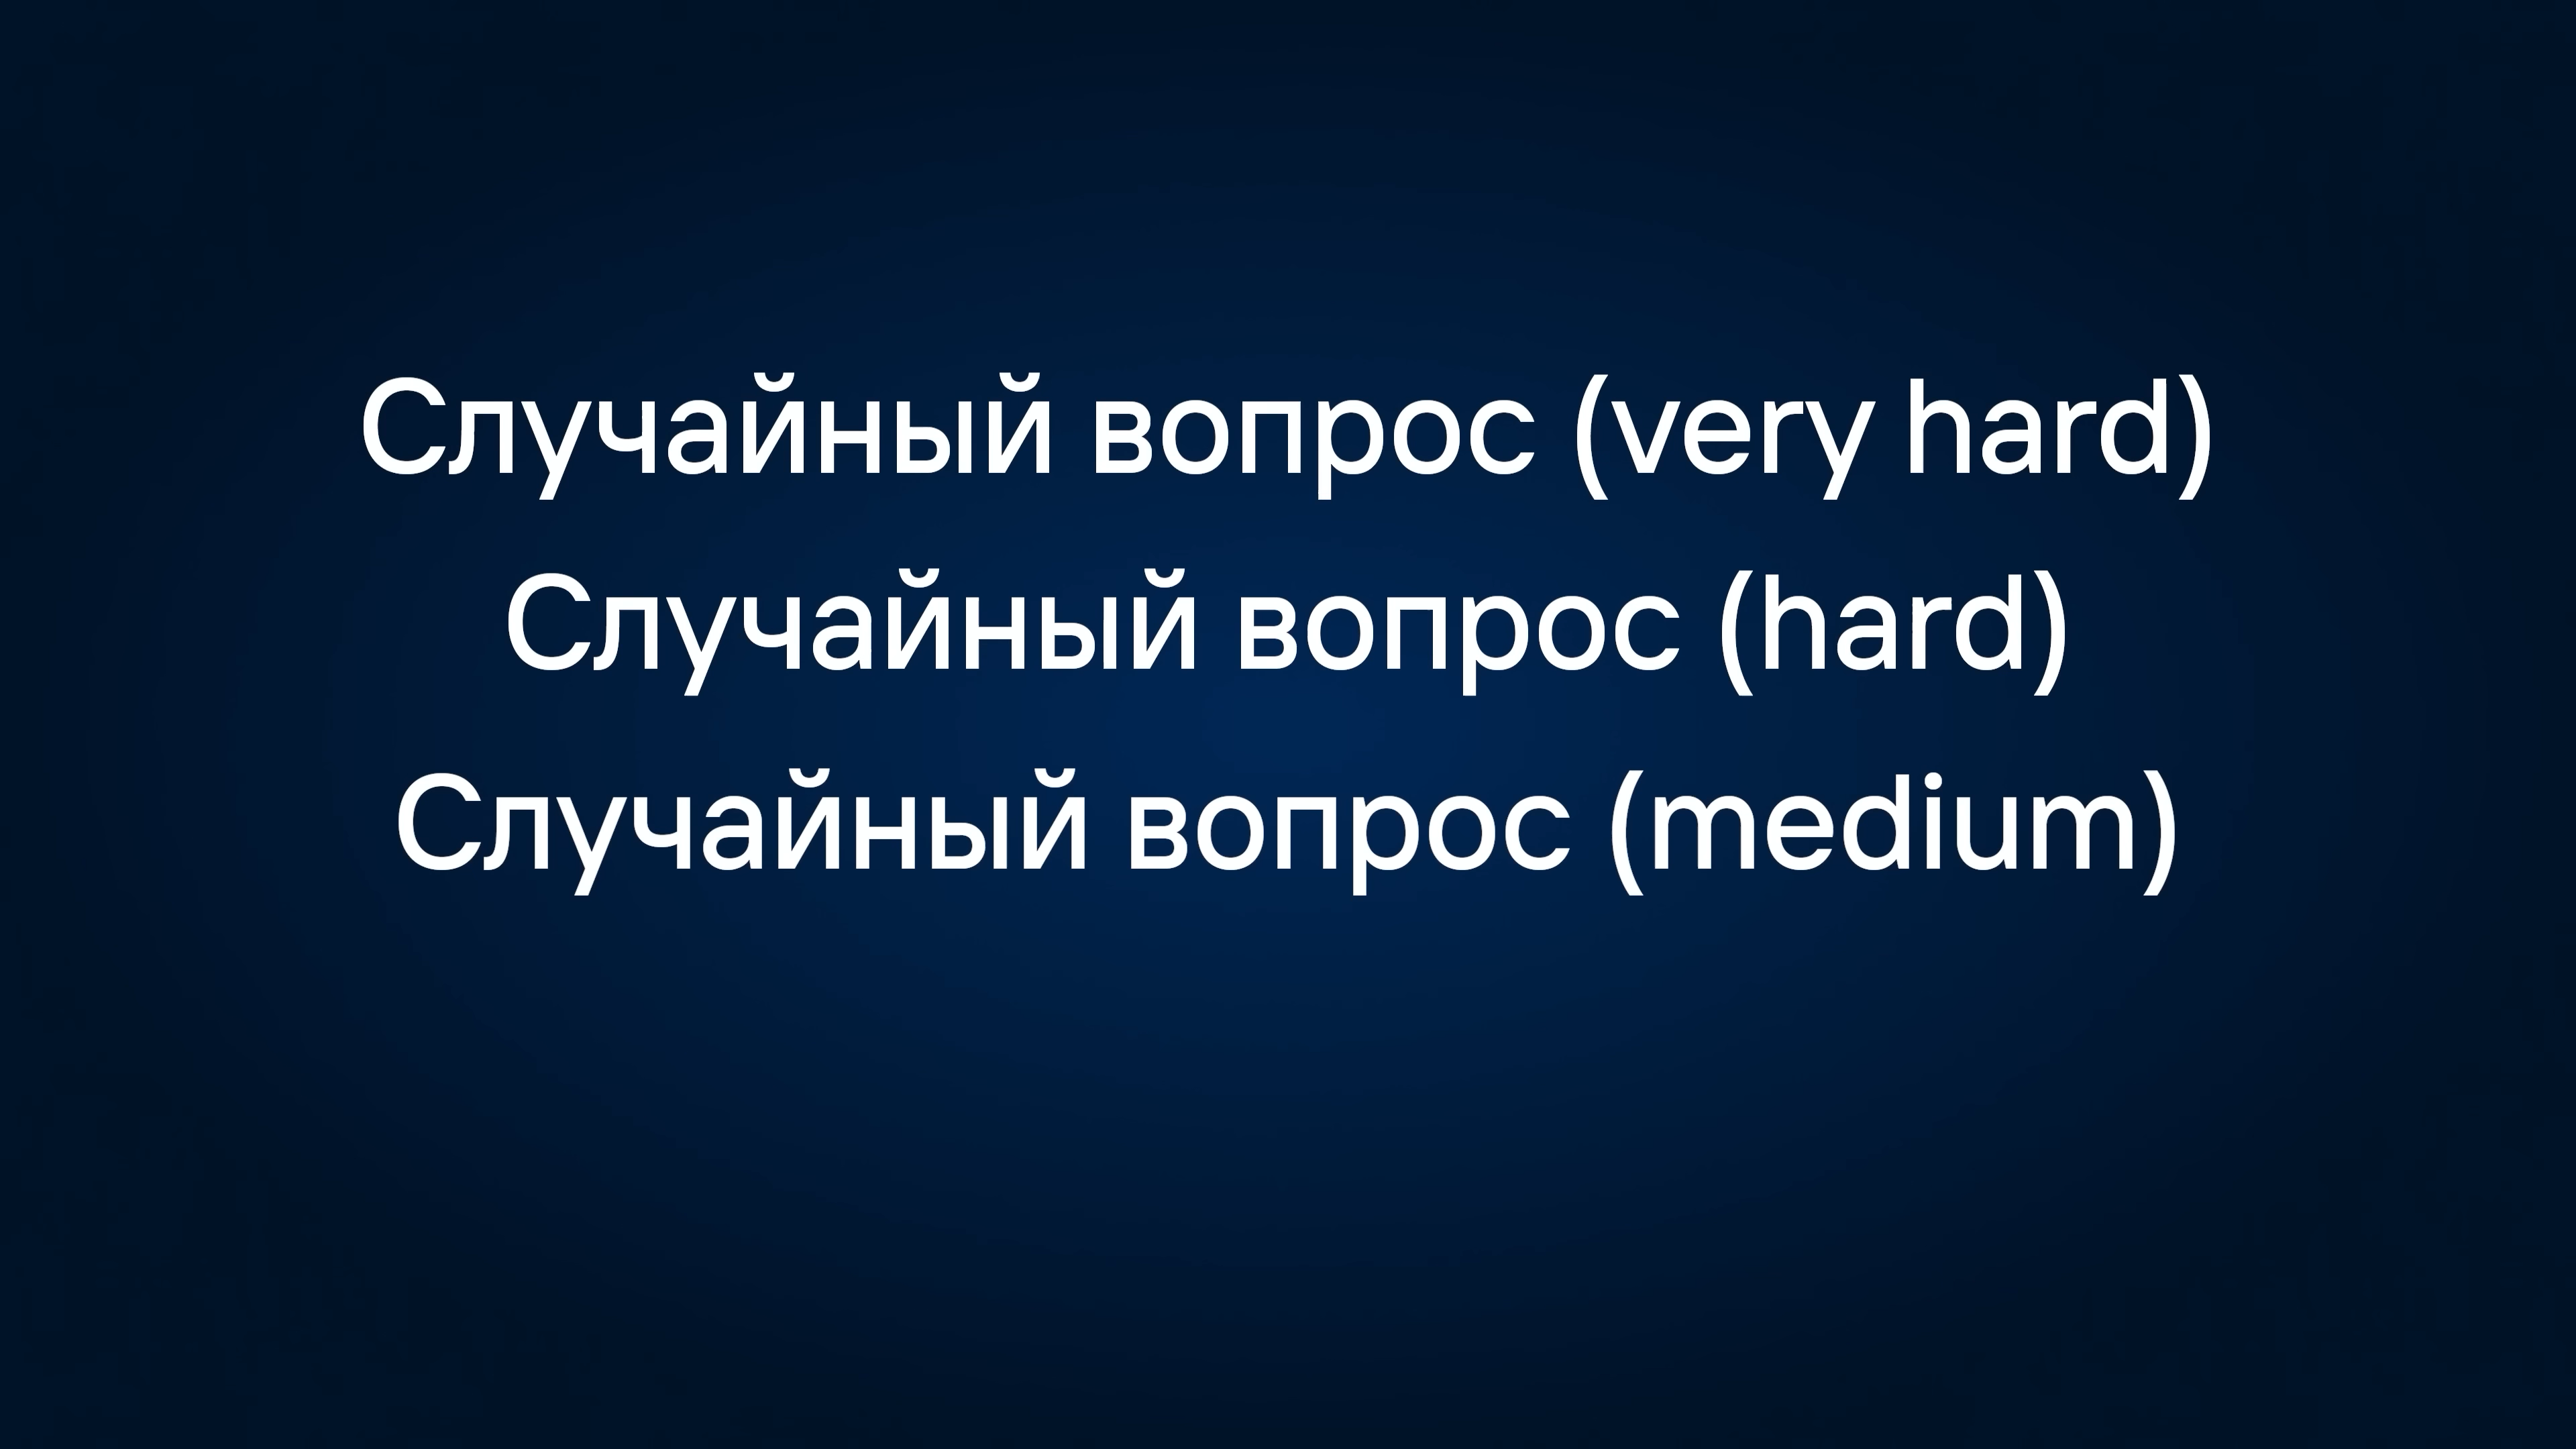 Случайный вопрос (very hard)
Случайный вопрос (hard)
Случайный вопрос (medium)